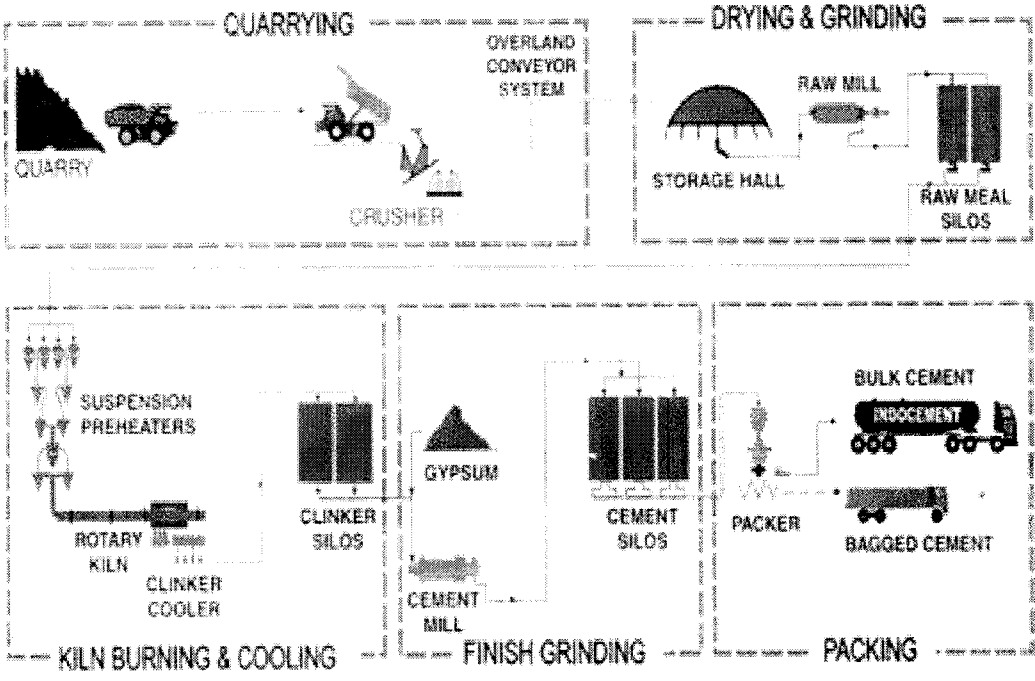 QUARRYING
OVERLAND
CONVEYOR
SYSTEM
QUARRY
CRUSHER
DRYING & GRINDING
RAW MILL
STORAGE HALL
RAW MEAL
SILOS
SUSPENSION
PREHEATERS
ROTARY
KILN
CLINKER
COOLER
CLINKER
SILOS
KILN BURNING & COOLING
GYPSUM
CEMENT
MILL
CEMENT
SILOS
FINISH GRINDING
BULK CEMENT
INDOCEMENT
PACKER
BAGGED CEMENT
PACKING